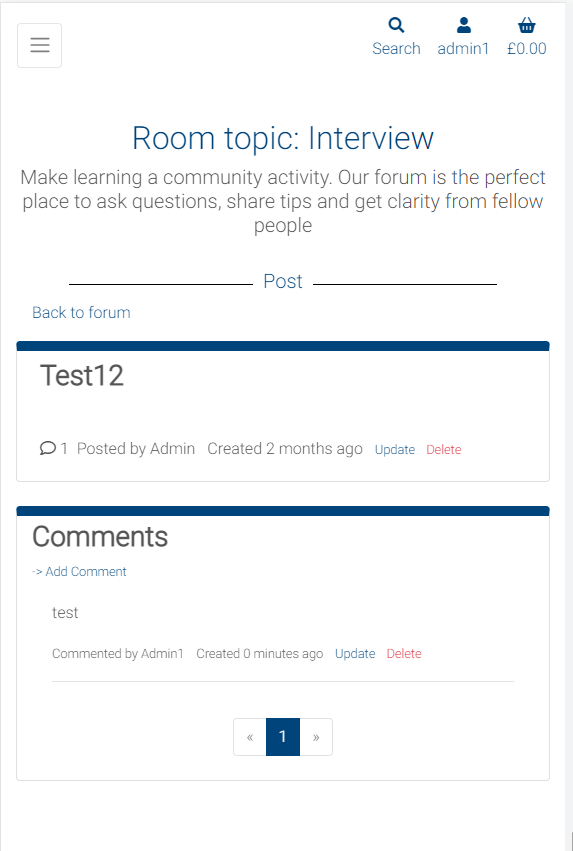 Search admin1 £0.00
Room topic: Interview
Make learning a community activity. Our forum is the perfect
place to ask questions, share tips and get clarity from fellow
people
Post
Back to forum
Test12
1 Posted by Admin Created 2 months ago Update Delete
Comments
-> Add Comment
test
Commented by Admin1 Created 0 minutes ago Update Delete
« 1 »